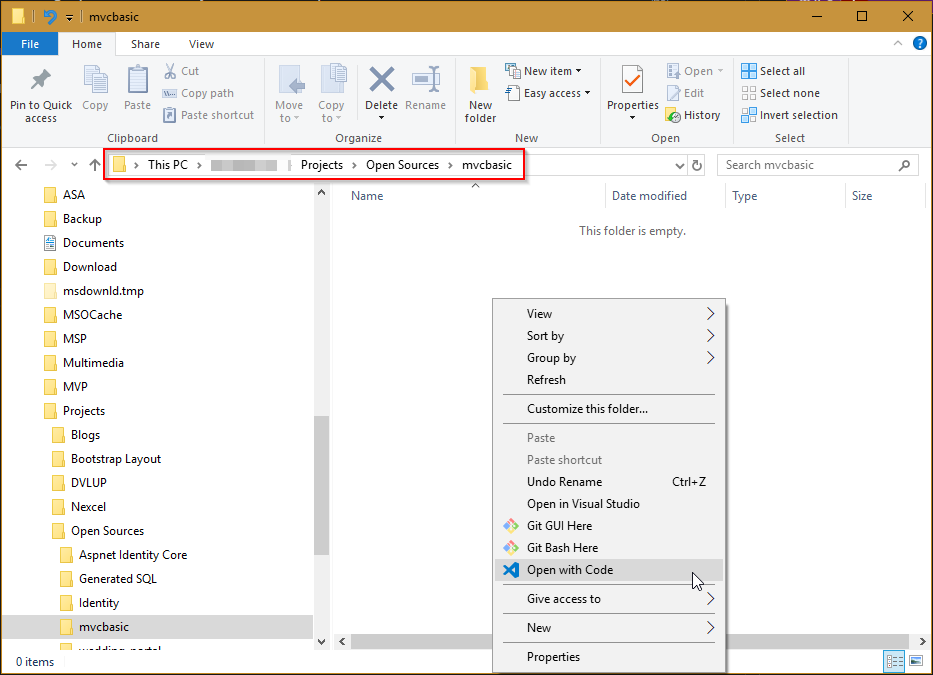 mvcbasic
File Home Share View
Pin to Quick access
Copy
Paste
Cut
Copy path
Paste shortcut
Clipboard
Move to
Copy to
Delete
Rename
Organize
New folder
New item
Easy access
New
Properties
Open
Edit
History
Open
Select all
Select none
Invert selection
Select
This PC Projects Open Sources mvcbasic
Search mvcbasic
ASA
Backup
Documents
Download
msdownld.tmp
MSOCache
MSP
Multimedia
MVP
Projects
Blogs
Bootstrap Layout
DVLUP
Nexcel
Open Sources
Aspnet Identity Core
Generated SQL
Identity
mvcbasic
Name Date modified Type Size
This folder is empty.
View
Sort by
Group by
Refresh
Customize this folder...
Paste
Paste shortcut
Undo Rename Ctrl+Z
Open in Visual Studio
Git GUI Here
Git Bash Here
Open with Code
Give access to
New
Properties
0 items